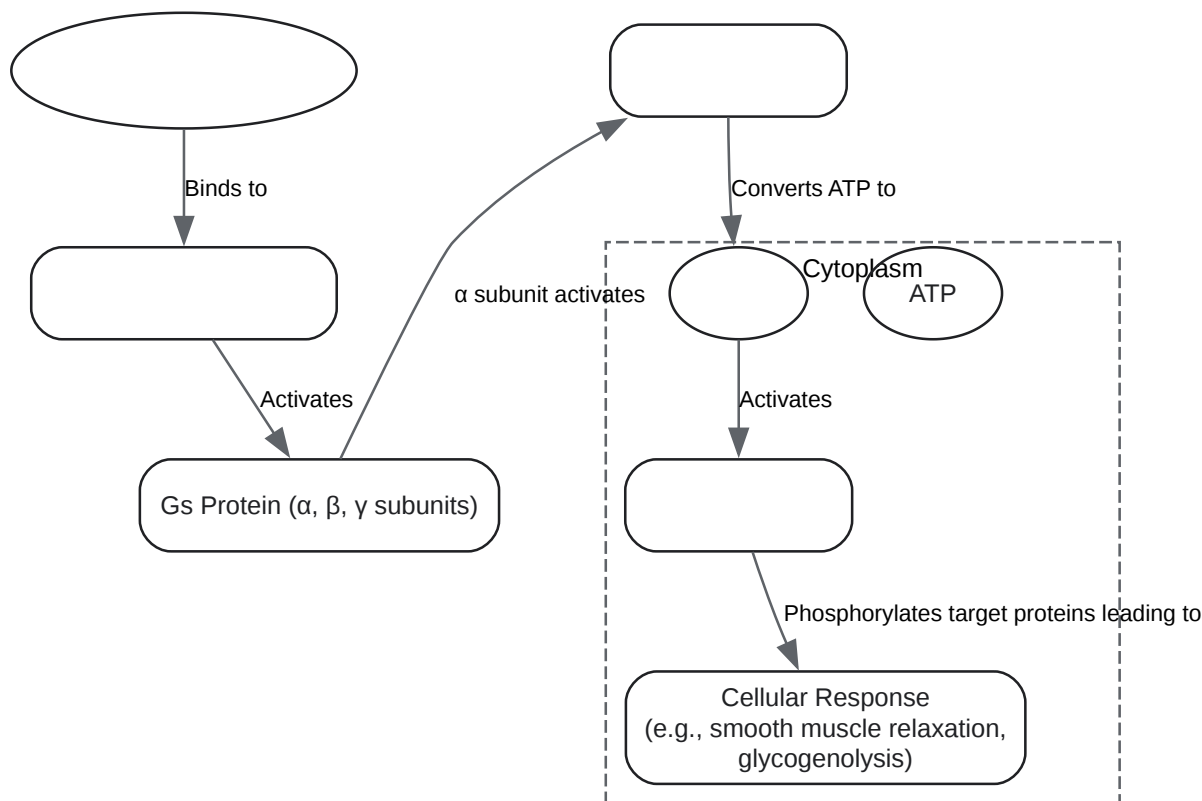 Binds to
Converts ATP to
Cytoplasm
α subunit activates
ATP
Activates
Activates
Gs Protein (α, β, γ subunits)
Phosphorylates target proteins leading to
Cellular Response
(e.g., smooth muscle relaxation,
glycogenolysis)